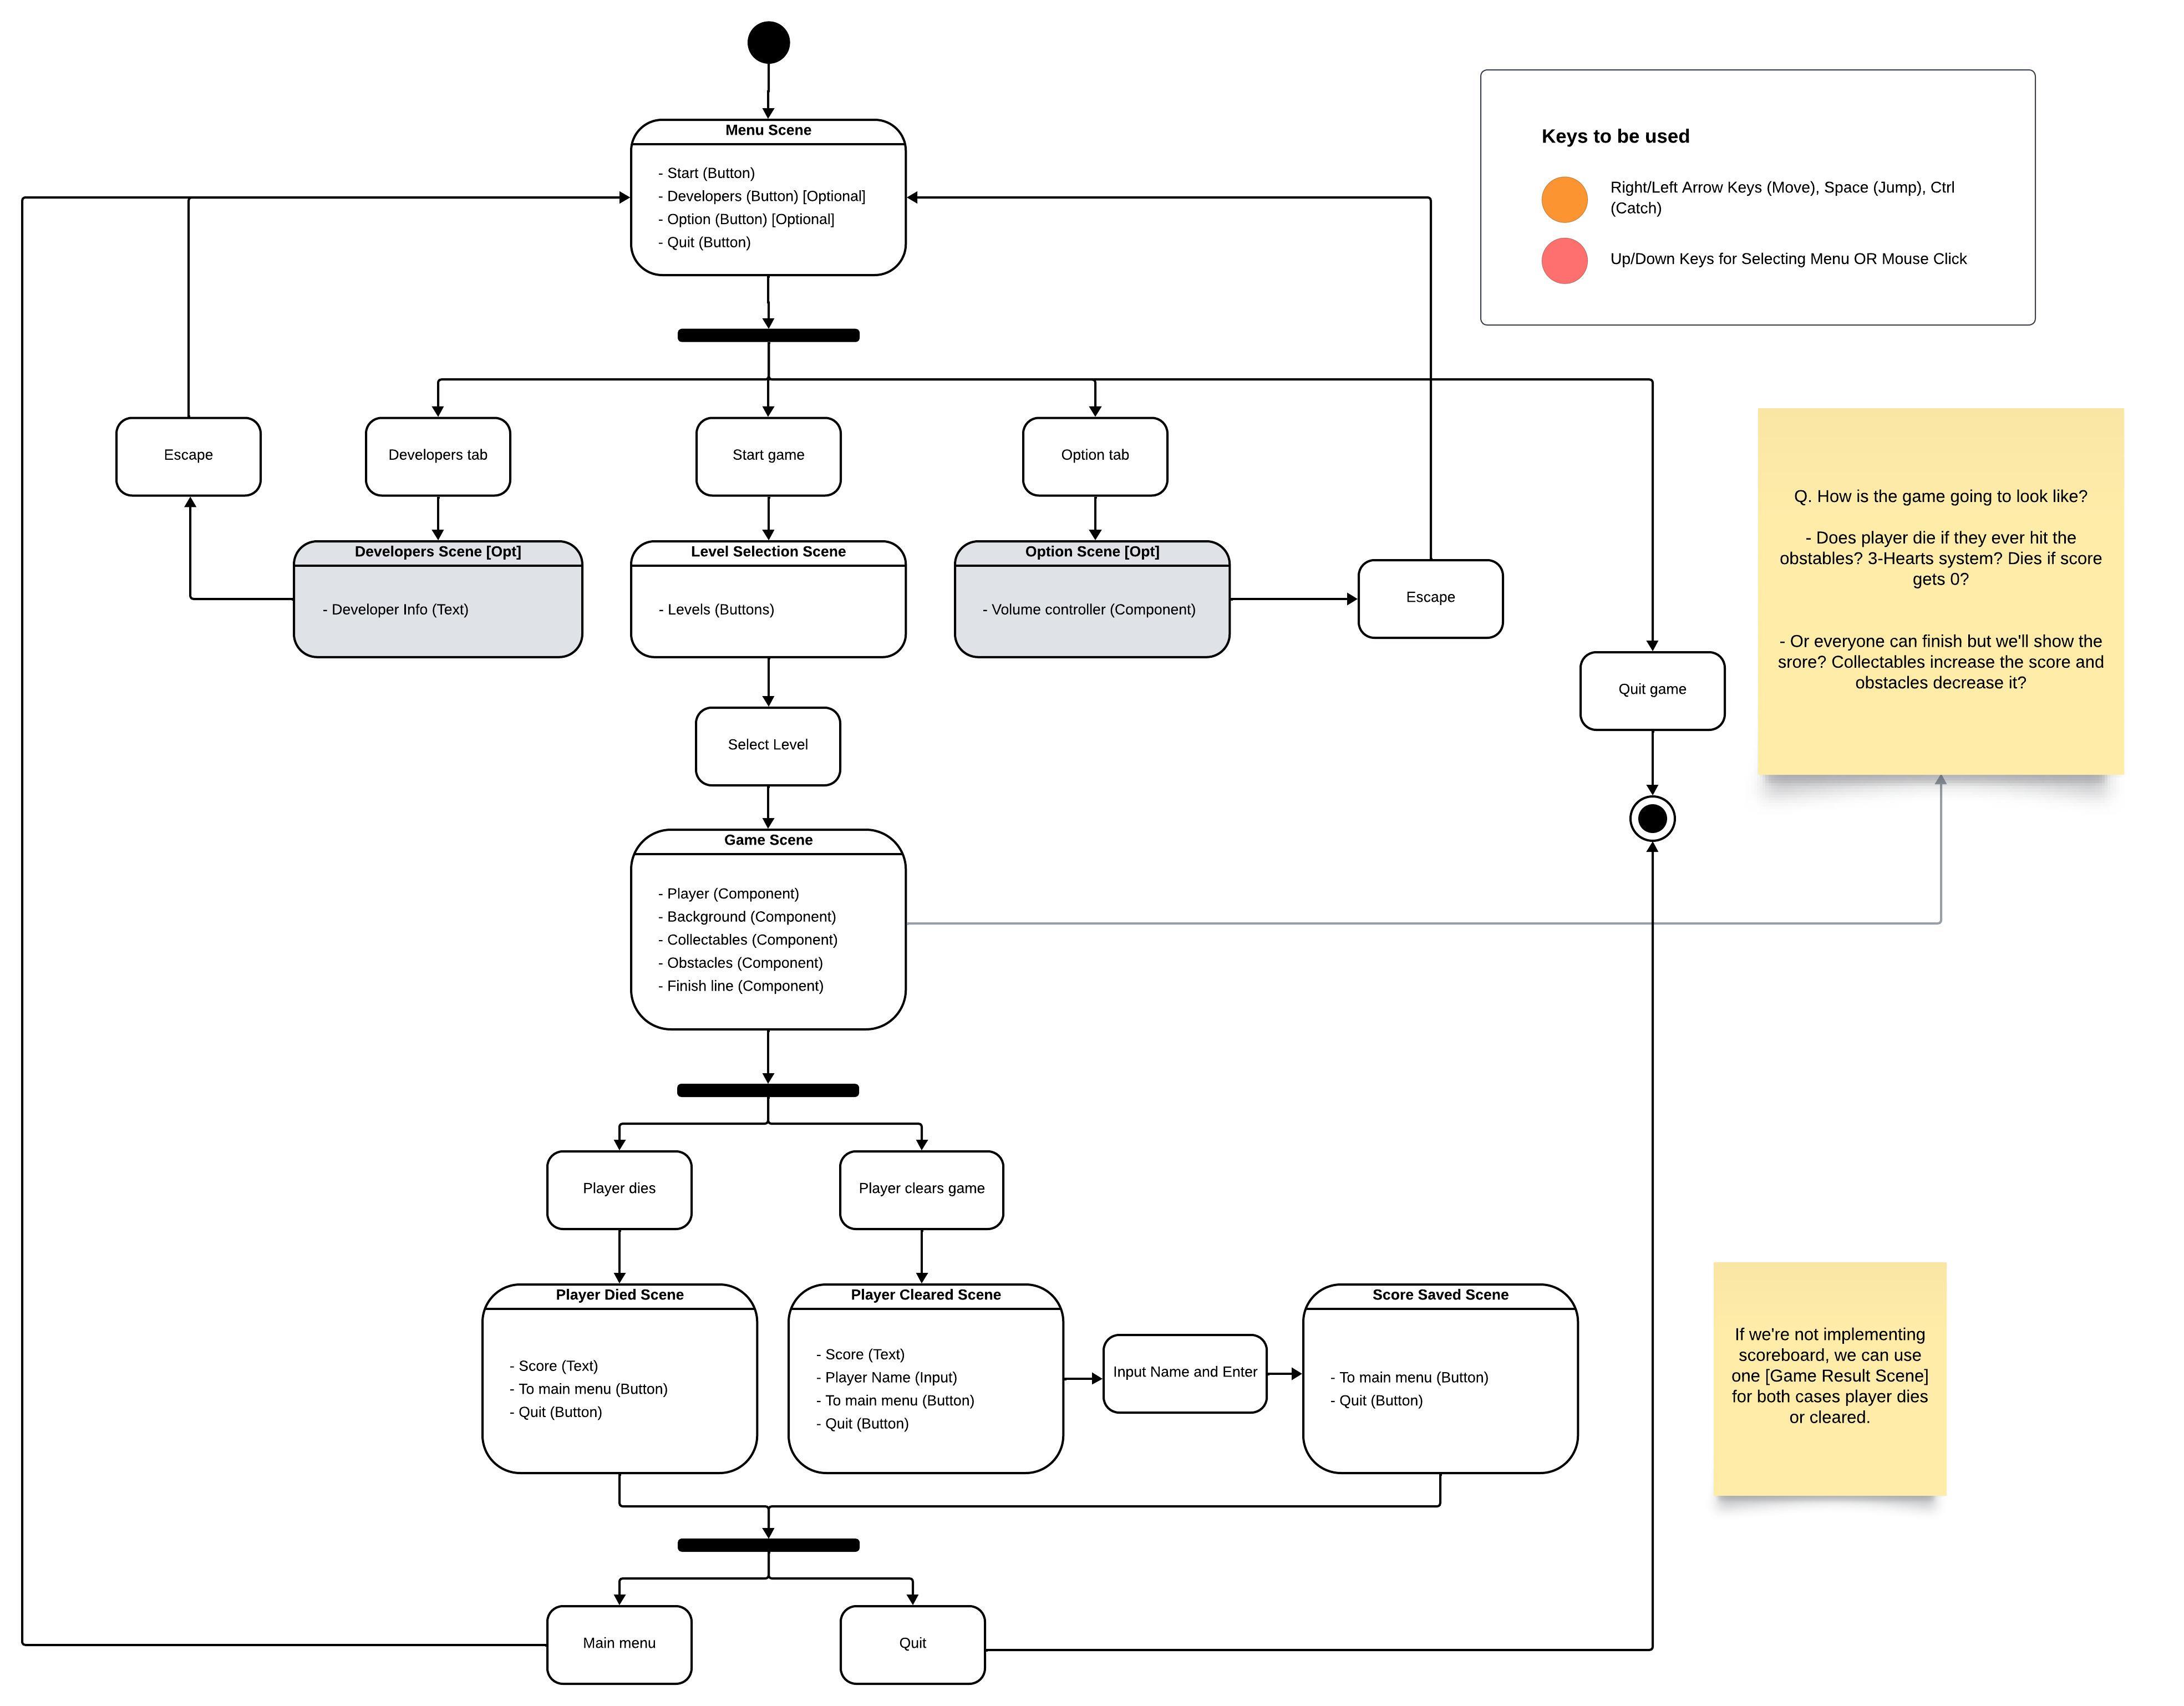 Menu Scene
- Start (Button)
- Developers (Button) [Optional]
- Option (Button) [Optional]
- Quit (Button)
Keys to be used
Right/Left Arrow Keys (Move), Space (Jump), Ctrl
(Catch)
Up/Down Keys for Selecting Menu OR Mouse Click
Escape
Developers tab
Start game
Option tab
Q. How is the game going to look like?
- Does player die if they ever hit the
obstables? 3-Hearts system? Dies if score
gets 0?
- Or everyone can finish but we'll show the
srore? Collectables increase the score and
obstacles decrease it?
Developers Scene [Opt]
- Developer Info (Text)
Level Selection Scene
- Levels (Buttons)
Option Scene [Opt]
- Volume controller (Component)
Escape
Quit game
Select Level
Game Scene
- Player (Component)
- Background (Component)
- Collectables (Component)
- Obstacles (Component)
- Finish line (Component)
Player dies
Player clears game
Player Died Scene
- Score (Text)
- To main menu (Button)
- Quit (Button)
Player Cleared Scene
- Score (Text)
- Player Name (Input)
- To main menu (Button)
- Quit (Button)
Input Name and Enter
Score Saved Scene
- To main menu (Button)
- Quit (Button)
If we're not implementing
scoreboard, we can use
one [Game Result Scene]
for both cases player dies
or cleared.
Main menu
Quit